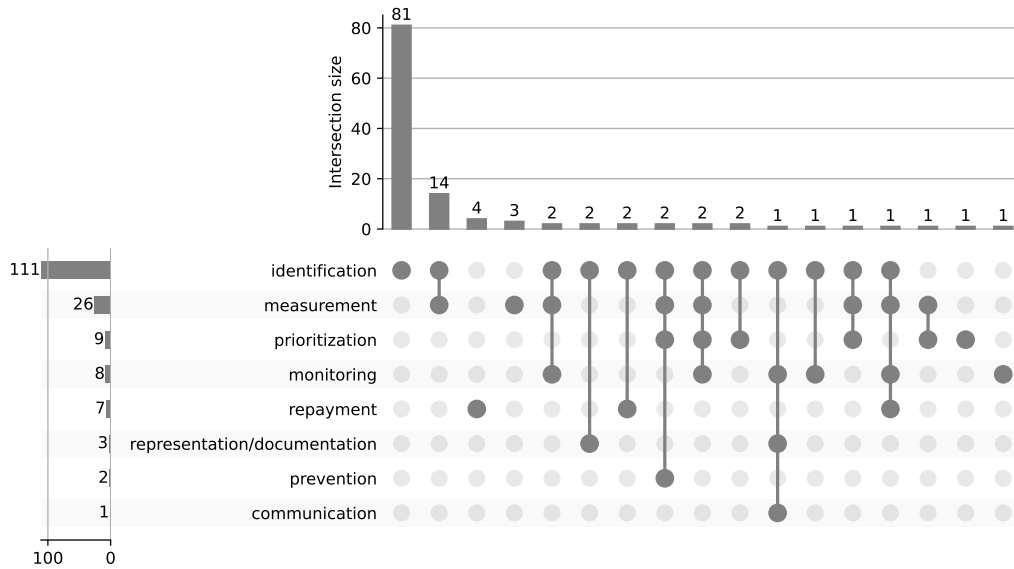 81
80
60
40
20
0
Intersection size
14
4
3
2
2
2
2
2
2
1
1
1
1
1
1
1
111 identification
26 measurement
9 prioritization
8 monitoring
7 repayment
3 representation/documentation
2 prevention
1 communication
100 0